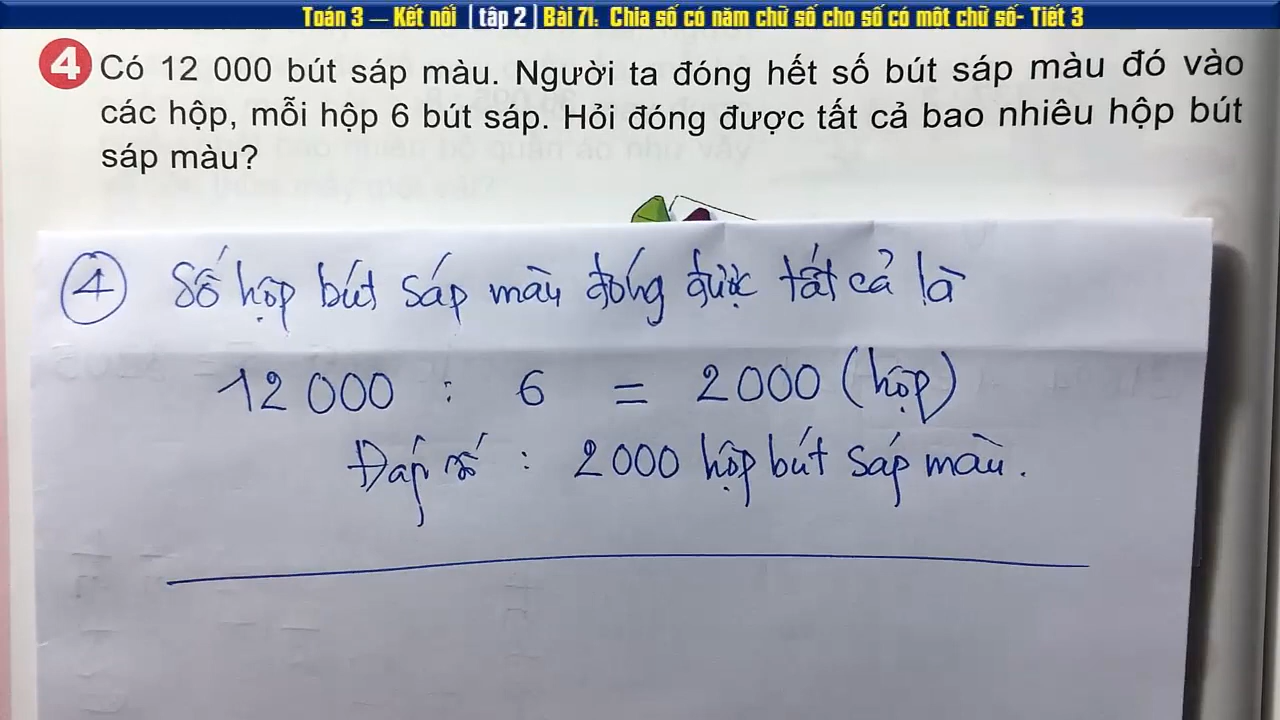 Toán 3 – Kết nối [ tập 2 ] Bài 71: Chia số có năm chữ số cho số có một chữ số- Tiết 3
4 Có 12 000 bút sáp màu. Người ta đóng hết số bút sáp màu đó vào
các hộp, mỗi hộp 6 bút sáp. Hỏi đóng được tất cả bao nhiêu hộp bút
sáp màu?
4 Số hộp bút sáp màu đóng được tất cả là
12 000 : 6 = 2 000 (hộp)
Đáp số : 2 000 hộp bút sáp màu.